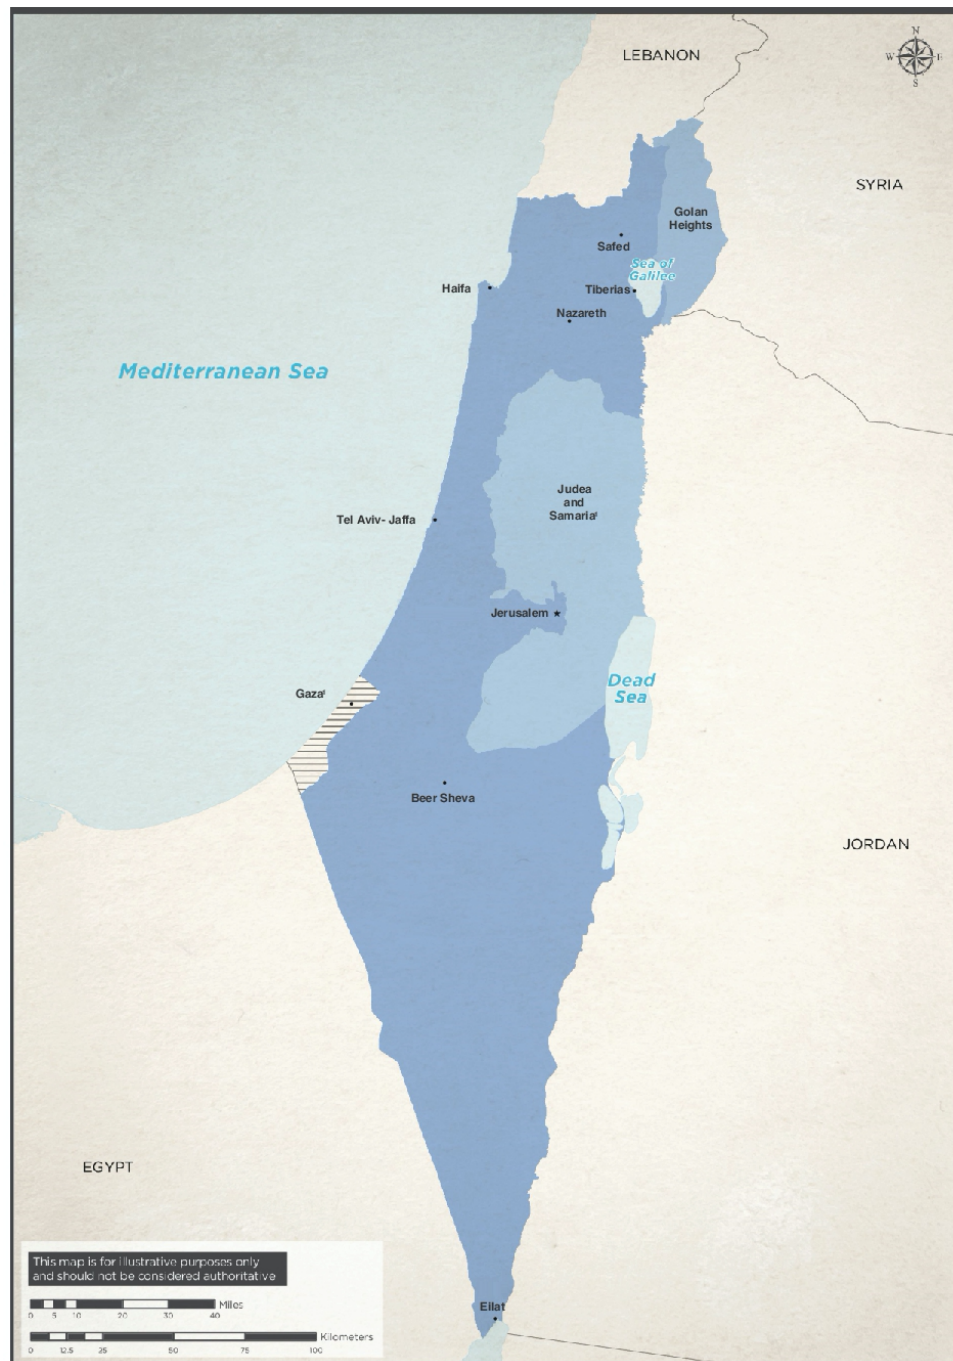 N
W
E
S
LEBANON
SYRIA
Golan
Heights
Safed
Sea of
Galilee
Haifa
Tiberias
Nazareth
Mediterranean Sea
Judea
and
Samaria
Tel Aviv- Jaffa
Jerusalem
Dead
Sea
Gaza
Beer Sheva
JORDAN
EGYPT
This map is for illustrative purposes only
and should not be considered authoritative
Eilat
Miles
0 5 10 20 30 40
Kilometers
0 12.5 25 50 75 100